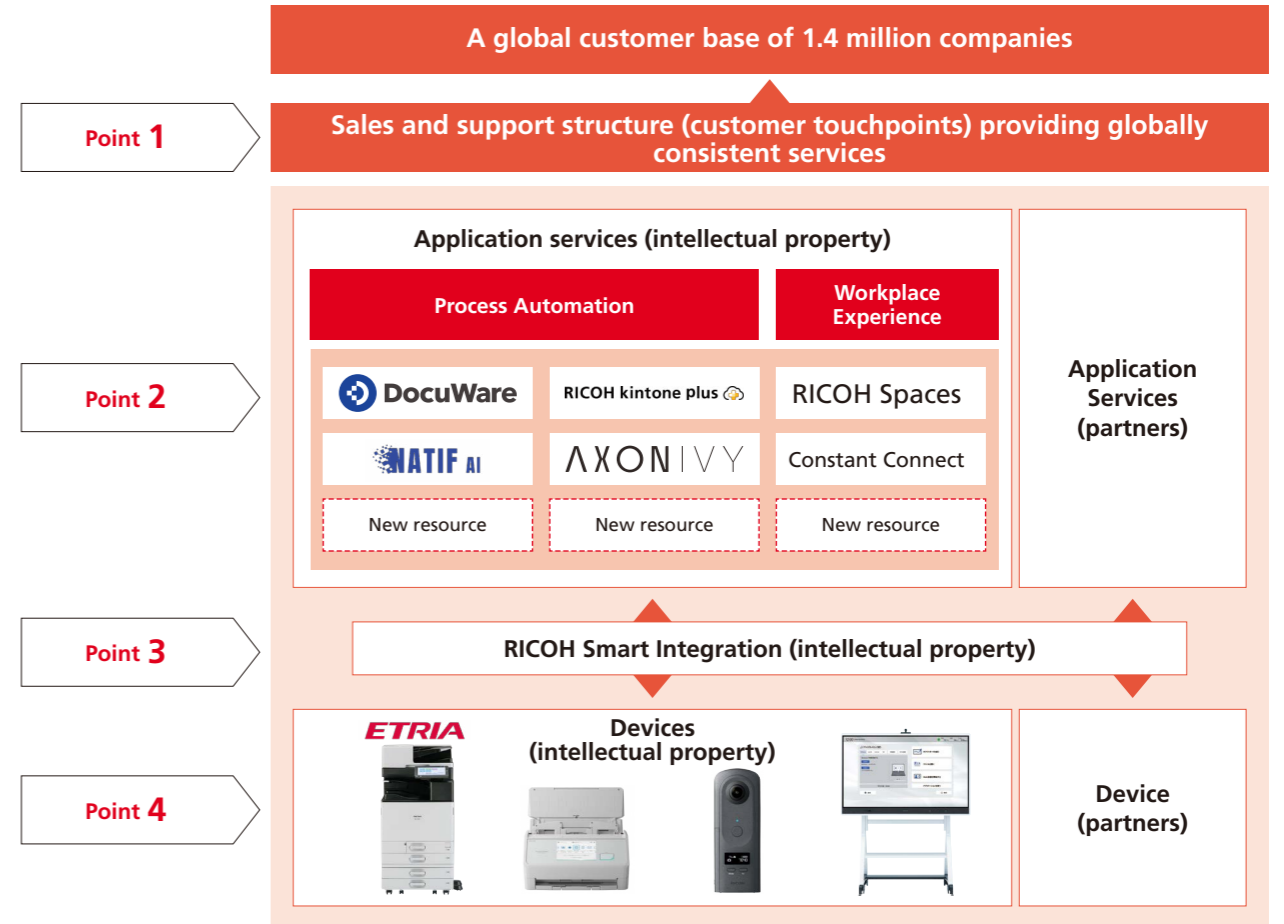 A global customer base of 1.4 million companies
Point 1
Sales and support structure (customer touchpoints) providing globally
consistent services
Application services (intellectual property)
Process Automation
Workplace
Experience
Point 2
DocuWare
RICOH kintone plus
RICOH Spaces
NATIF AI
AXONIVY
Constant Connect
New resource
New resource
New resource
Application
Services
(partners)
Point 3
RICOH Smart Integration (intellectual property)
Point 4
ETRIA
Devices
(intellectual property)
Device
(partners)